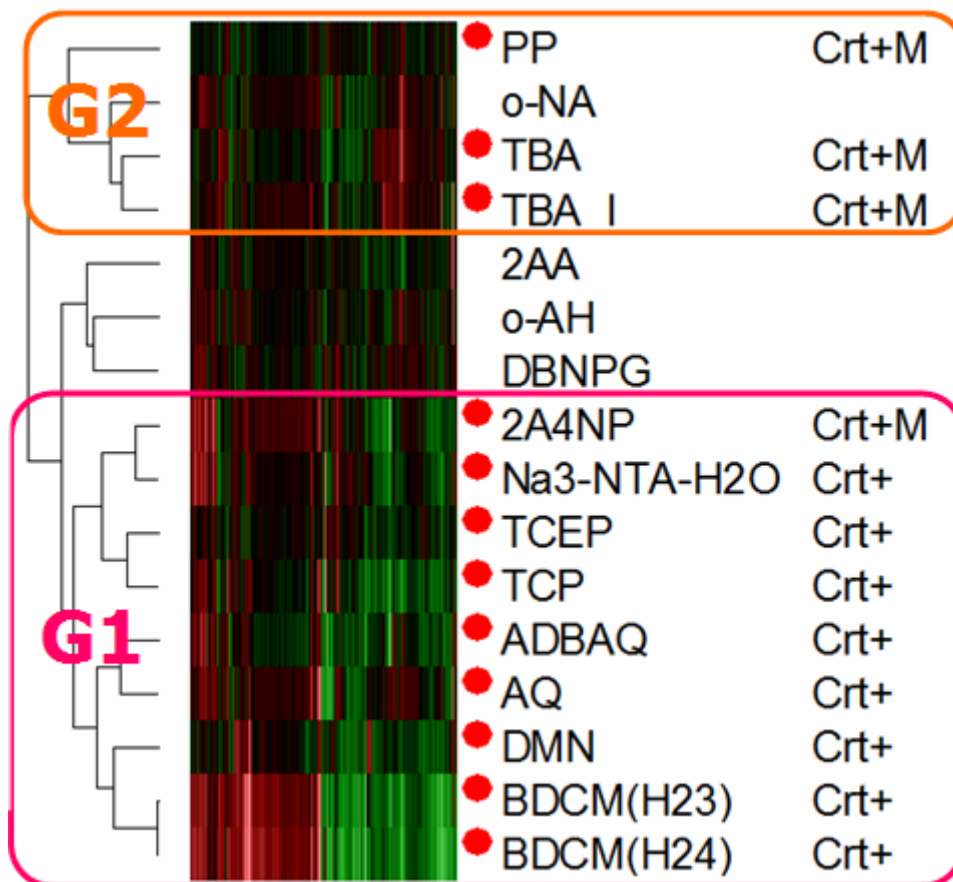 G2
PP Crt+M
o-NA
TBA Crt+M
TBA I Crt+M
2AA
o-AH
DBNPG
G1
2A4NP Crt+M
Na3-NTA-H2O Crt+
TCEP Crt+
TCP Crt+
ADBAQ Crt+
AQ Crt+
DMN Crt+
BDCM(H23) Crt+
BDCM(H24) Crt+